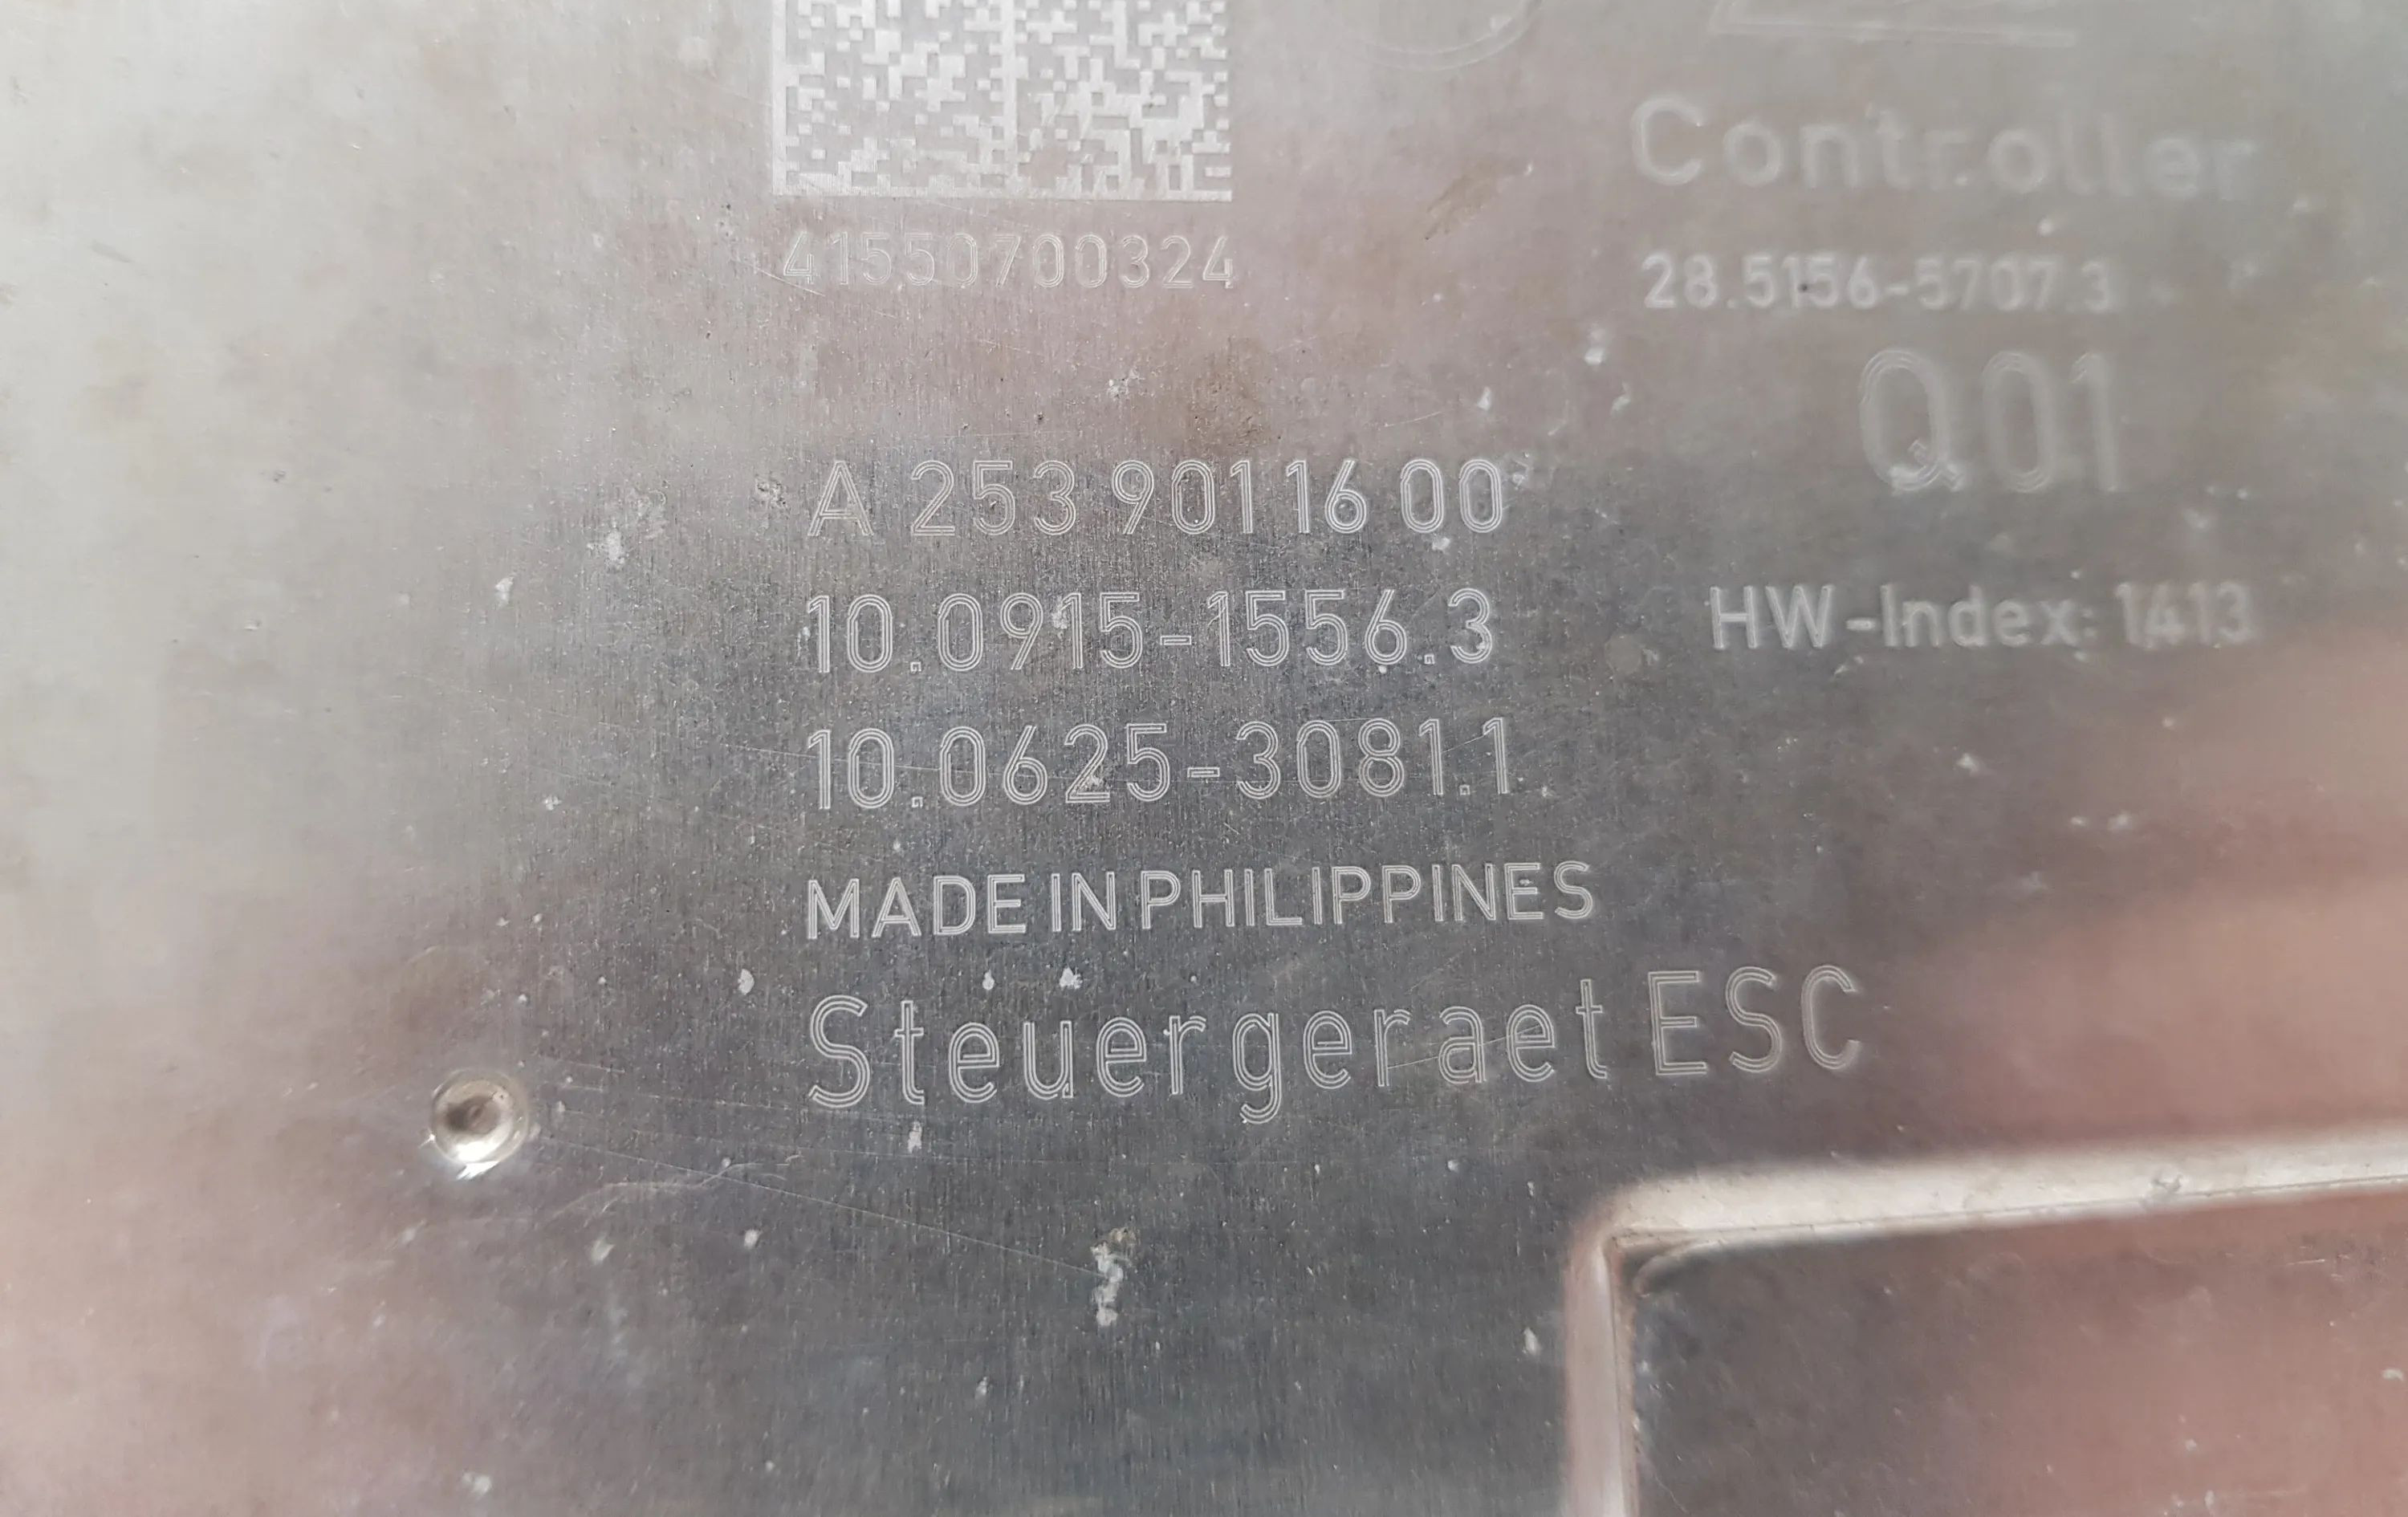 Controller
41550700324
28.5156-5707.3
Q01
A 253 901 16 00
10.0915-1556.3
HW-Index: 1413
10.0625-3081.1
MADE IN PHILIPPINES
Steuergeraet ESC